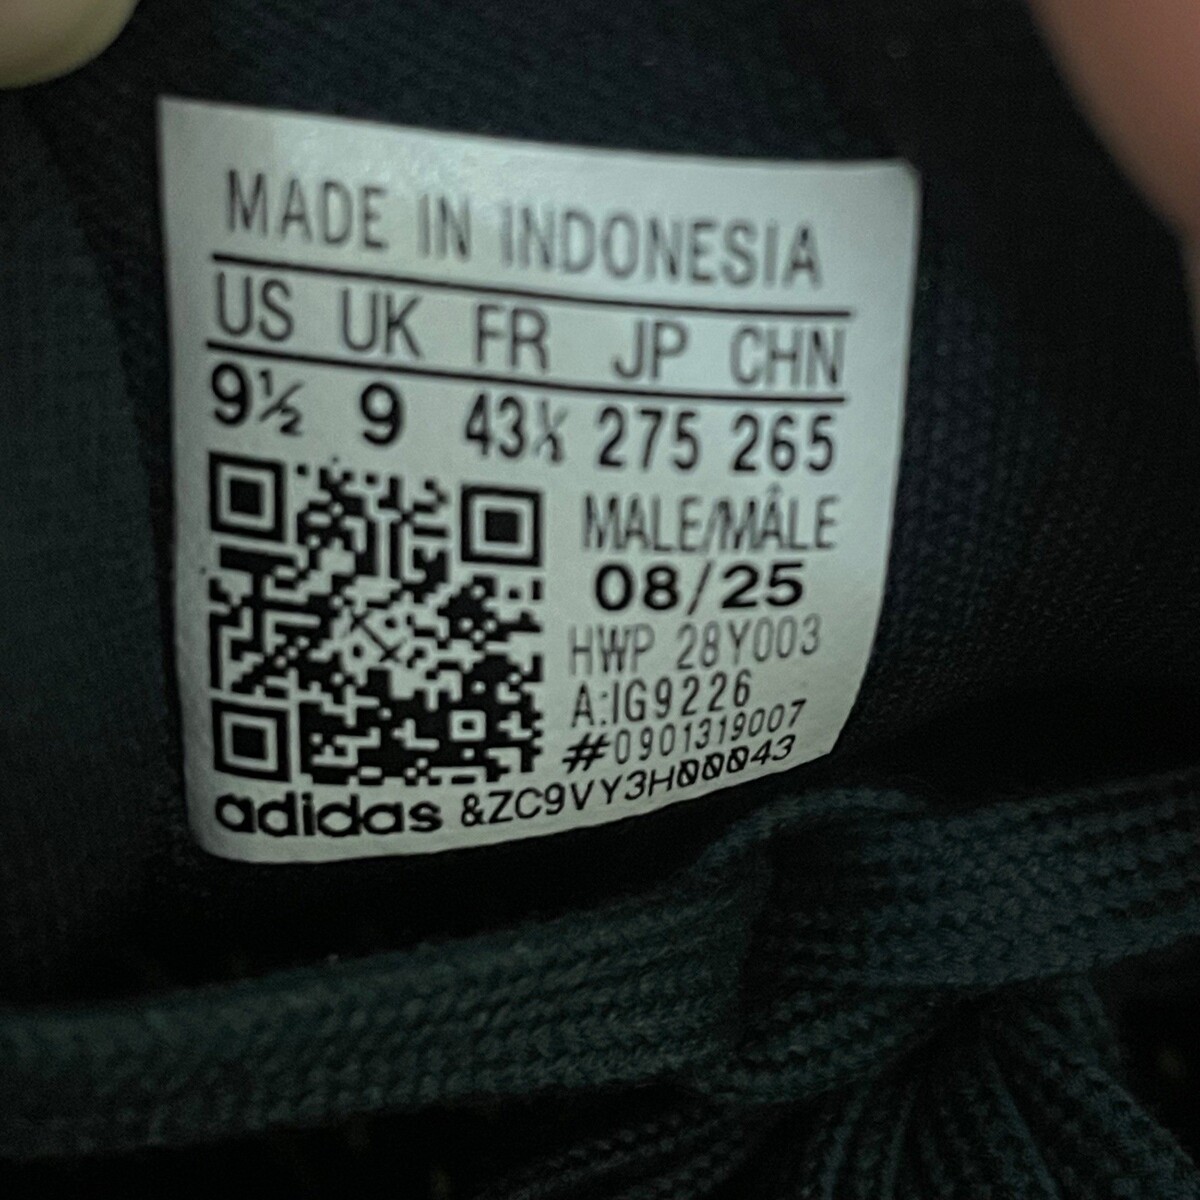 MADE IN INDONESIA
US UK FR JP CHN
9½ 9 43⅓ 275 265
MALE/MÂLE
08/25
HWP 28Y003
A:IG9226
#0901319007
adidas &ZC9VY3H00043